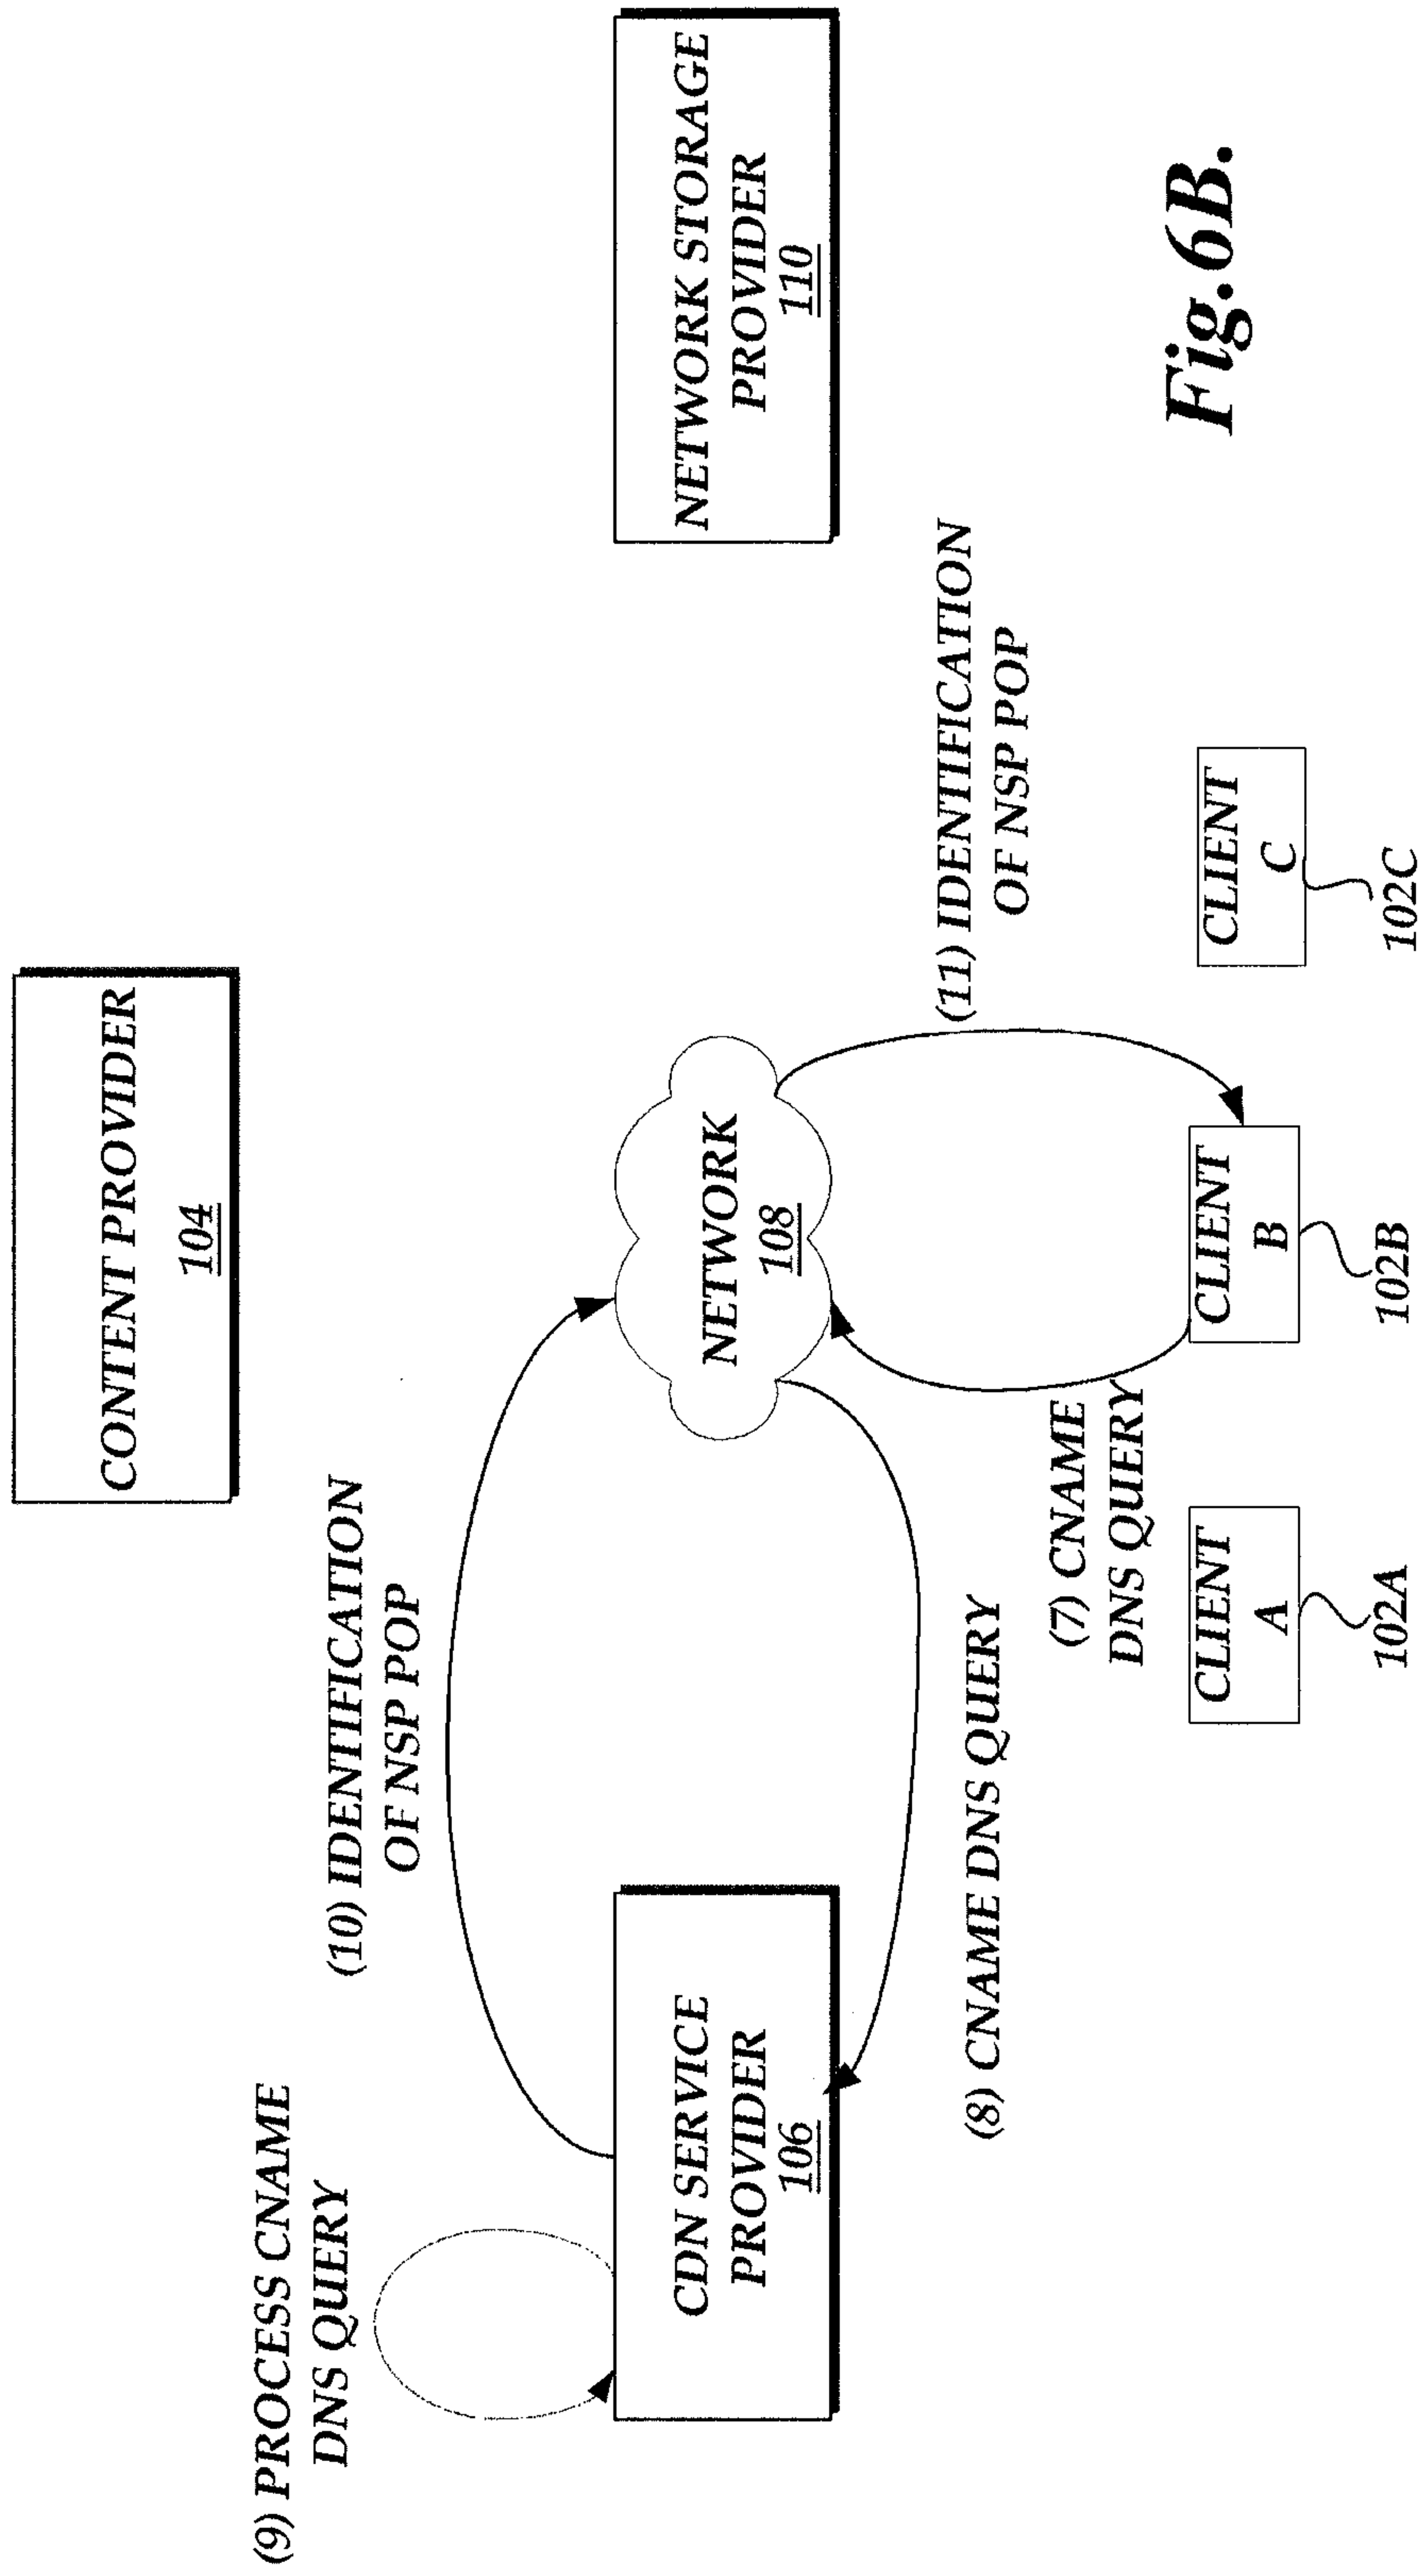 CONTENT PROVIDER
104
(9) PROCESS CNAME
DNS QUERY
(10) IDENTIFICATION
OF NSP POP
CDN SERVICE
PROVIDER
106
NETWORK
108
NETWORK STORAGE
PROVIDER
110
(8) CNAME DNS QUERY
(7) CNAME
DNS QUERY
(11) IDENTIFICATION
OF NSP POP
CLIENT
A
102A
CLIENT
B
102B
CLIENT
C
102C
Fig.6B.